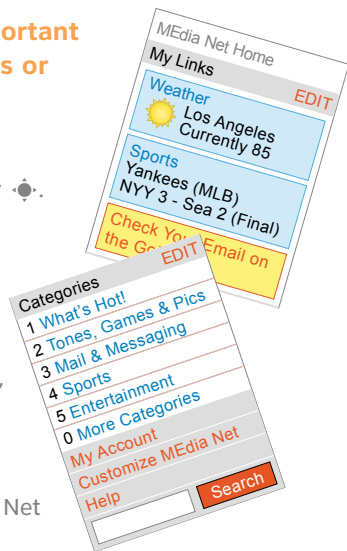 portant
s or
.
,
Net
MEdia Net Home
My Links
EDIT
Weather
Los Angeles
Currently 85
Sports
Yankees (MLB)
NYY 3 - Sea 2 (Final)
Check Your Email on
the Go
EDIT
Categories
1 What's Hot!
2 Tones, Games & Pics
3 Mail & Messaging
4 Sports
5 Entertainment
0 More Categories
My Account
Customize MEdia Net
Help
Search